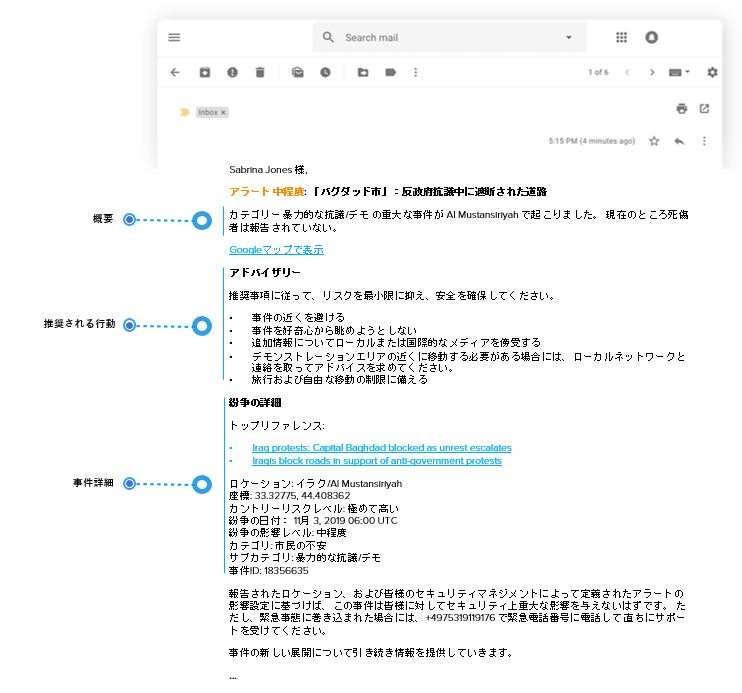 Search mail
1 of 6
Inbox ×
5:15 PM (4 minutes ago)
Sabrina Jones 様,
アラート 中程度: 「バグダッド市」：反政府抗議中に遮断された道路
概要
カテゴリー 暴力的な抗議/デモ の重大な事件が Al Mustansiriyah で起こりました。 現在のところ死傷
者は報告されていない。
Googleマップで表示
アドバイザリー
推奨事項に従って、リスクを最小限に抑え、安全を確保してください。
推奨される行動
• 事件の近くを避ける
• 事件を好奇心から眺めようとしない
• 追加情報についてローカルまたは国際的なメディアを傍受する
• デモンストレーションエリアの近くに移動する必要がある場合には、ローカルネットワークと
連絡を取ってアドバイスを求めてください。
• 旅行および自由な移動の制限に備える
紛争の詳細
トップリファレンス:
• Iraq protests: Capital Baghdad blocked as unrest escalates
• Iraqis block roads in support of anti-government protests
事件詳細
ロケーション: イラク/Al Mustansiriyah
座標: 33.32775, 44.408362
カントリーリスクレベル: 極めて高い
紛争の日付： 11月 3, 2019 06:00 UTC
紛争の影響レベル: 中程度
カテゴリ: 市民の不安
サブカテゴリ: 暴力的な抗議/デモ
事件ID: 18356635
報告されたロケーション、および皆様のセキュリティマネジメントによって定義されたアラートの
影響設定に基づけば、この事件は皆様に対してセキュリティ上重大な影響を与えないはずです。 た
だし、緊急事態に巻き込まれた場合には、+4975319119176 で緊急電話番号に電話して直ちにサポー
トを受けてください。
事件の新しい展開について引き続き情報を提供していきます。
...